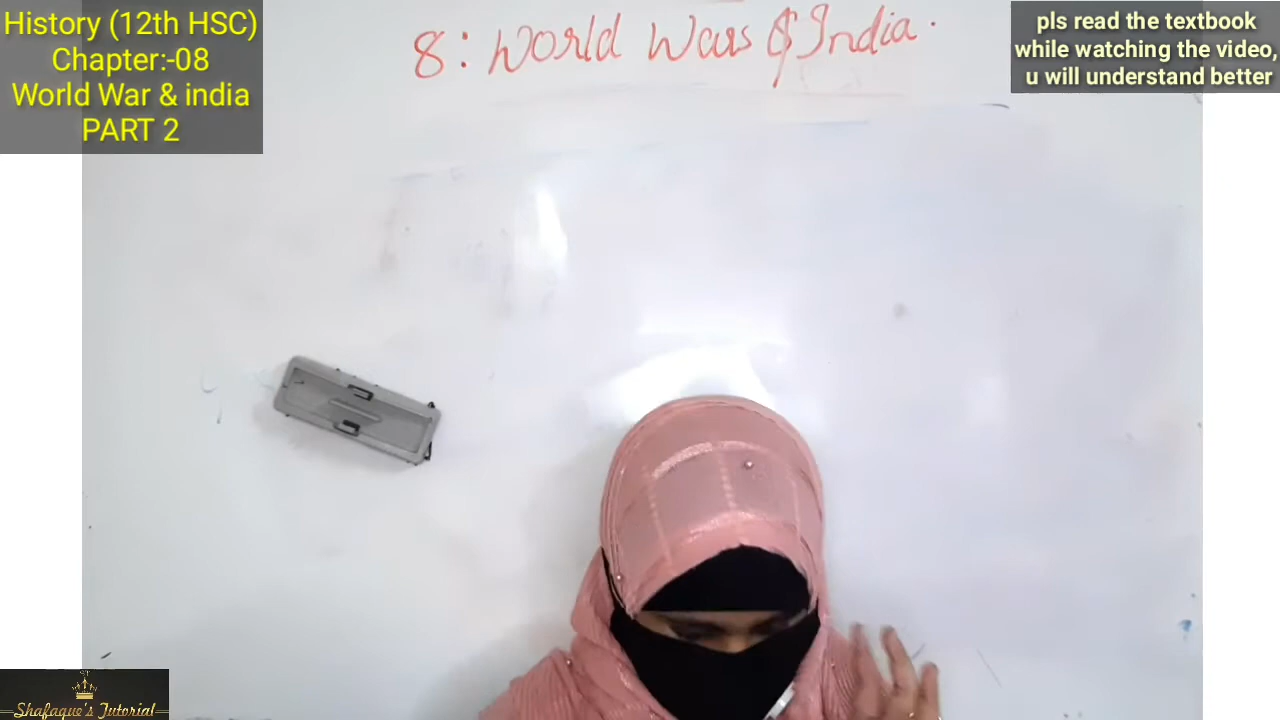 History (12th HSC)
Chapter:-08
World War & india
PART 2
8: World Wars & India.
pls read the textbook
while watching the video,
u will understand better
Shafaque's Tutorial